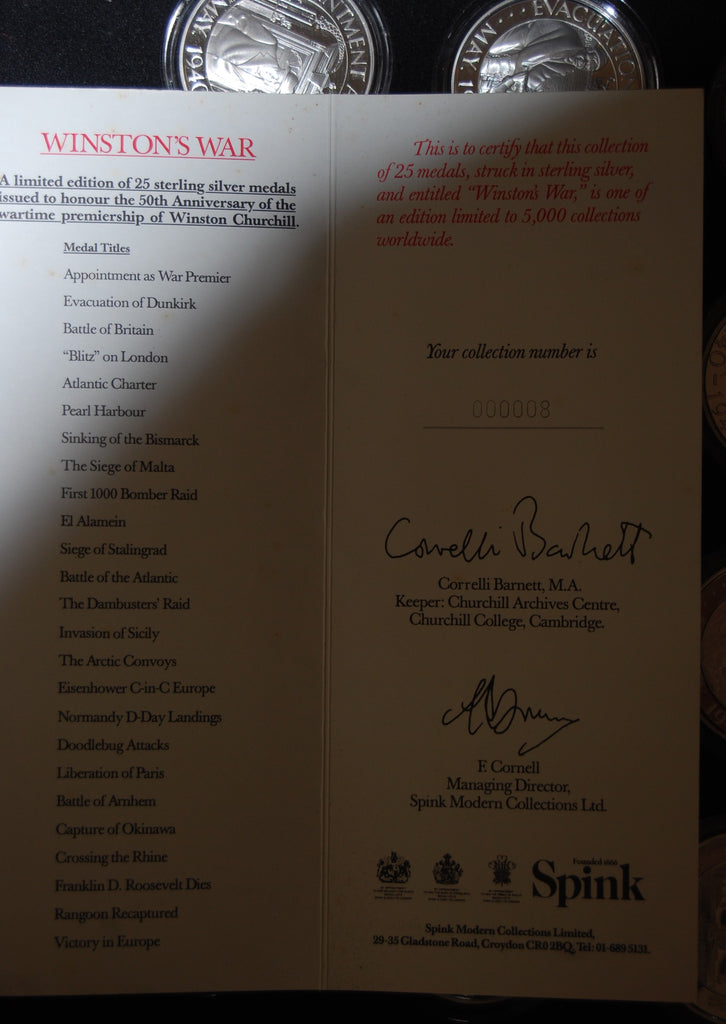 MAY 1940
NTMENT
MAY
EVACUATION
WINSTON'S WAR
A limited edition of 25 sterling silver medals
issued to honour the 50th Anniversary of the
wartime premiership of Winston Churchill.
Medal Titles
Appointment as War Premier
Evacuation of Dunkirk
Battle of Britain
"Blitz" on London
Atlantic Charter
Pearl Harbour
Sinking of the Bismarck
The Siege of Malta
First 1000 Bomber Raid
El Alamein
Siege of Stalingrad
Battle of the Atlantic
The Dambusters' Raid
Invasion of Sicily
The Arctic Convoys
Eisenhower C-in-C Europe
Normandy D-Day Landings
Doodlebug Attacks
Liberation of Paris
Battle of Arnhem
Capture of Okinawa
Crossing the Rhine
Franklin D. Roosevelt Dies
Rangoon Recaptured
Victory in Europe
This is to certify that this collection
of 25 medals, struck in sterling silver,
and entitled "Winston's War," is one of
an edition limited to 5,000 collections
worldwide.
Your collection number is
000008
Correlli Barnett
Correlli Barnett, M.A.
Keeper: Churchill Archives Centre,
Churchill College, Cambridge.
F. Cornell
Managing Director,
Spink Modern Collections Ltd.
Founded 1666
Spink
Spink Modern Collections Limited,
29-35 Gladstone Road, Croydon CR0 2BQ. Tel: 01-689 5131.